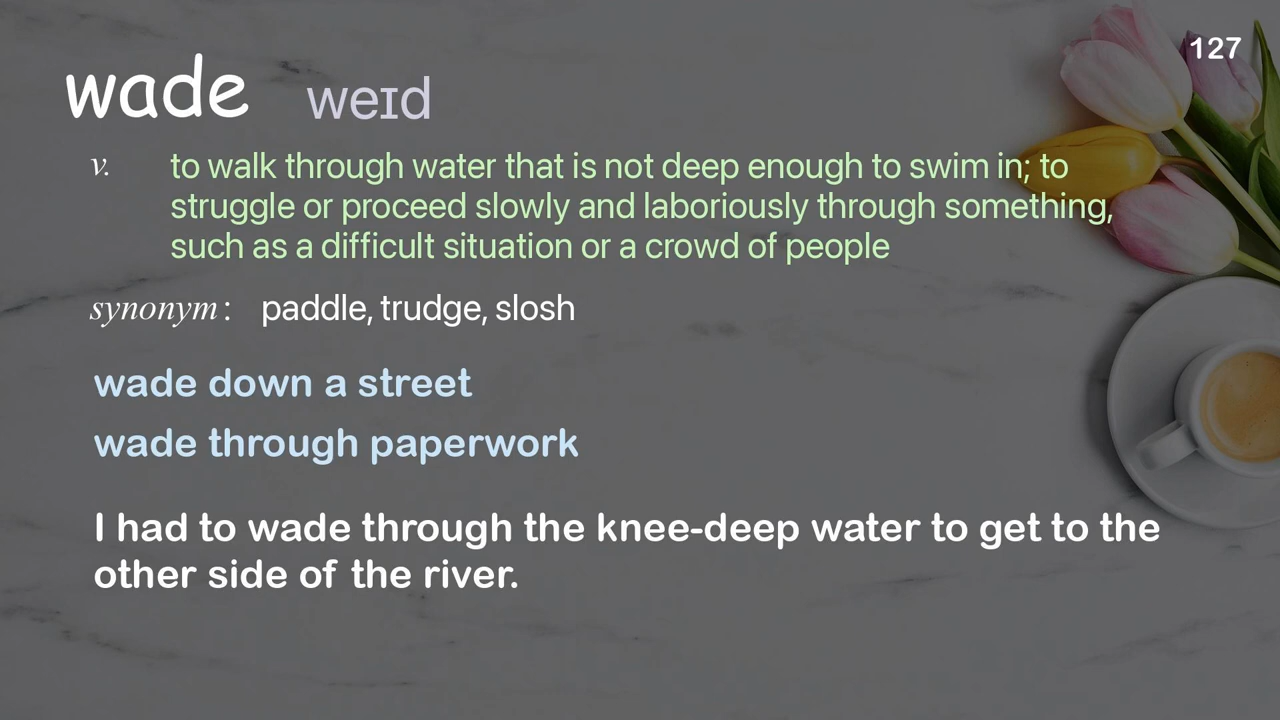 127
wade weɪd
v. to walk through water that is not deep enough to swim in; to
struggle or proceed slowly and laboriously through something,
such as a difficult situation or a crowd of people
synonym: paddle, trudge, slosh
wade down a street
wade through paperwork
I had to wade through the knee-deep water to get to the
other side of the river.